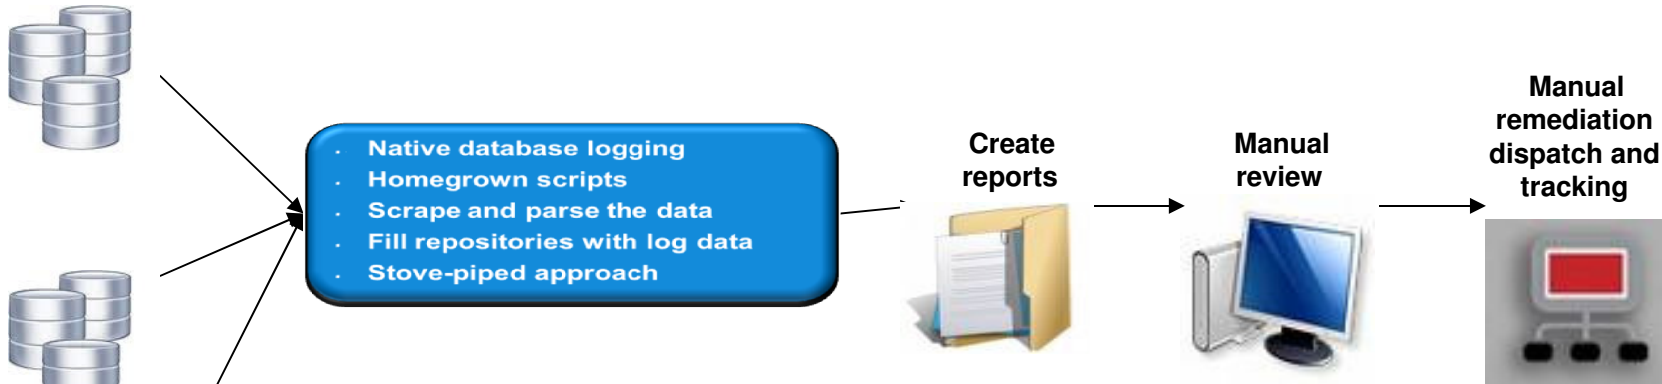 Native database logging
Homegrown scripts
Scrape and parse the data
Fill repositories with log data
Stove-piped approach
Create
reports
Manual
review
Manual
remediation
dispatch and
tracking